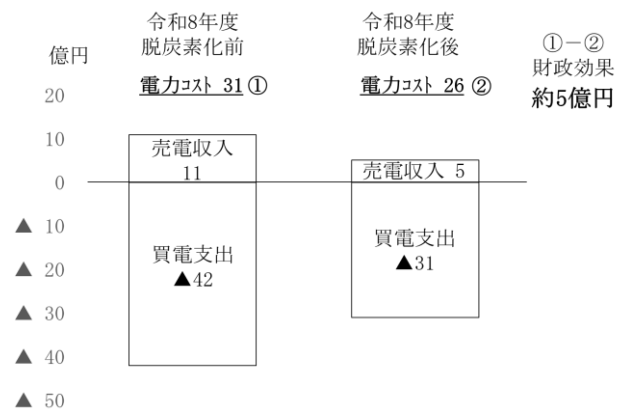 億円
20
10
0
▲ 10
▲ 20
▲ 30
▲ 40
▲ 50
令和8年度
脱炭素化前
電力コスト 31①
売電収入
11
買電支出
▲42
令和8年度
脱炭素化後
電力コスト 26 ②
売電収入 5
買電支出
▲31
①－②
財政効果
約5億円